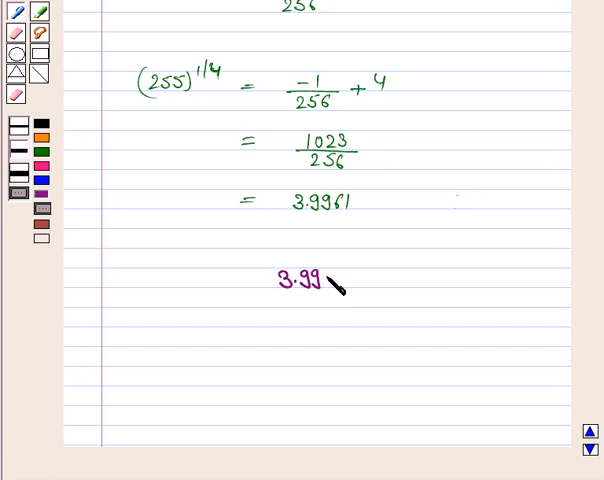 256
(255)^1/4 = -1/256 + 4
= 1023/256
= 3.9961
3.99